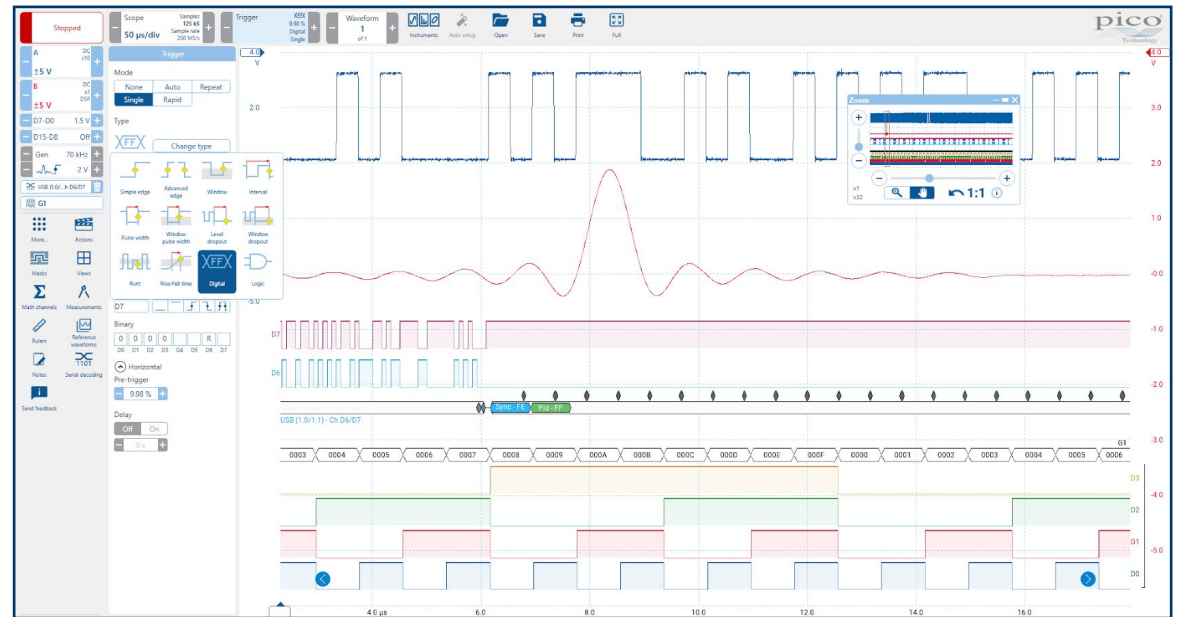 Stopped
Scope
50 µs/div
Samples
125 kS
Sample rate
250 MS/s
Trigger
XEEX
9.98 %
Digital
Single
Waveform
1
of 1
Instruments
Auto setup
Open
Save
Print
Full
pico
Technology
A
DC
x10
±5 V
B
DC
x1
DSP
±5 V
D7-D0 1.5 V
D15-D8 Off
Gen 70 kHz
2 V
USB (1.0/...h D6/D7
G1
More...
Actions
Masks
Views
Math channels
Measurements
Rulers
Reference
waveforms
Notes
1101
Serial decoding
Send feedback
Trigger
Mode
None Auto Repeat
Single Rapid
Type
FF
Change type
Simple edge
Advanced
edge
Window
Interval
Pulse width
Window
pulse width
Level
dropout
Window
dropout
Runt
Rise/Fall time
FF
Digital
Logic
D7
Binary
0 0 0 0 R
D0 D1 D2 D3 D4 D5 D6 D7
Horizontal
Pre-trigger
9.98 %
Delay
Off On
0 s
4.0
V
2.0
-5.0
4.0
V
3.0
2.0
1.0
-0.0
-1.0
-2.0
-3.0
-4.0
-5.0
Zoom
x1
x32
1:1
D7
D6
Sync - FE Pid - FF
USB (1.0/1.1) - Ch D6/D7
G1
0003 0004 0005 0006 0007 0008 0009 000A 000B 000C 000D 000E 000F 0000 0001 0002 0003 0004 0005 0006
D3
D2
D1
D0
4.0 µs 6.0 8.0 10.0 12.0 14.0 16.0